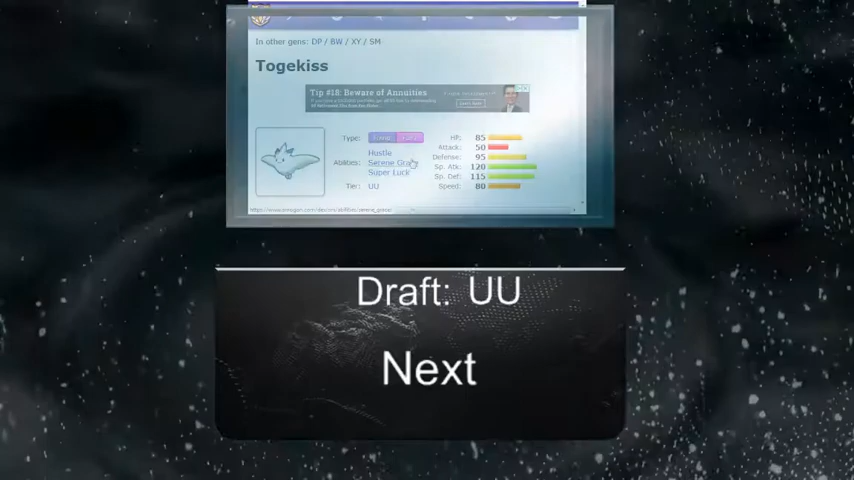 In other gens: DP / BW / XY / SM
Togekiss
Tip #18: Beware of Annuities
Type:
Abilities:
Hustle
Serene Gra
Super Luck
Tier: UU
HP: 85
Attack: 50
Defense: 95
Sp. Atk: 120
Sp. Def: 115
Speed: 80
Draft: UU
Next